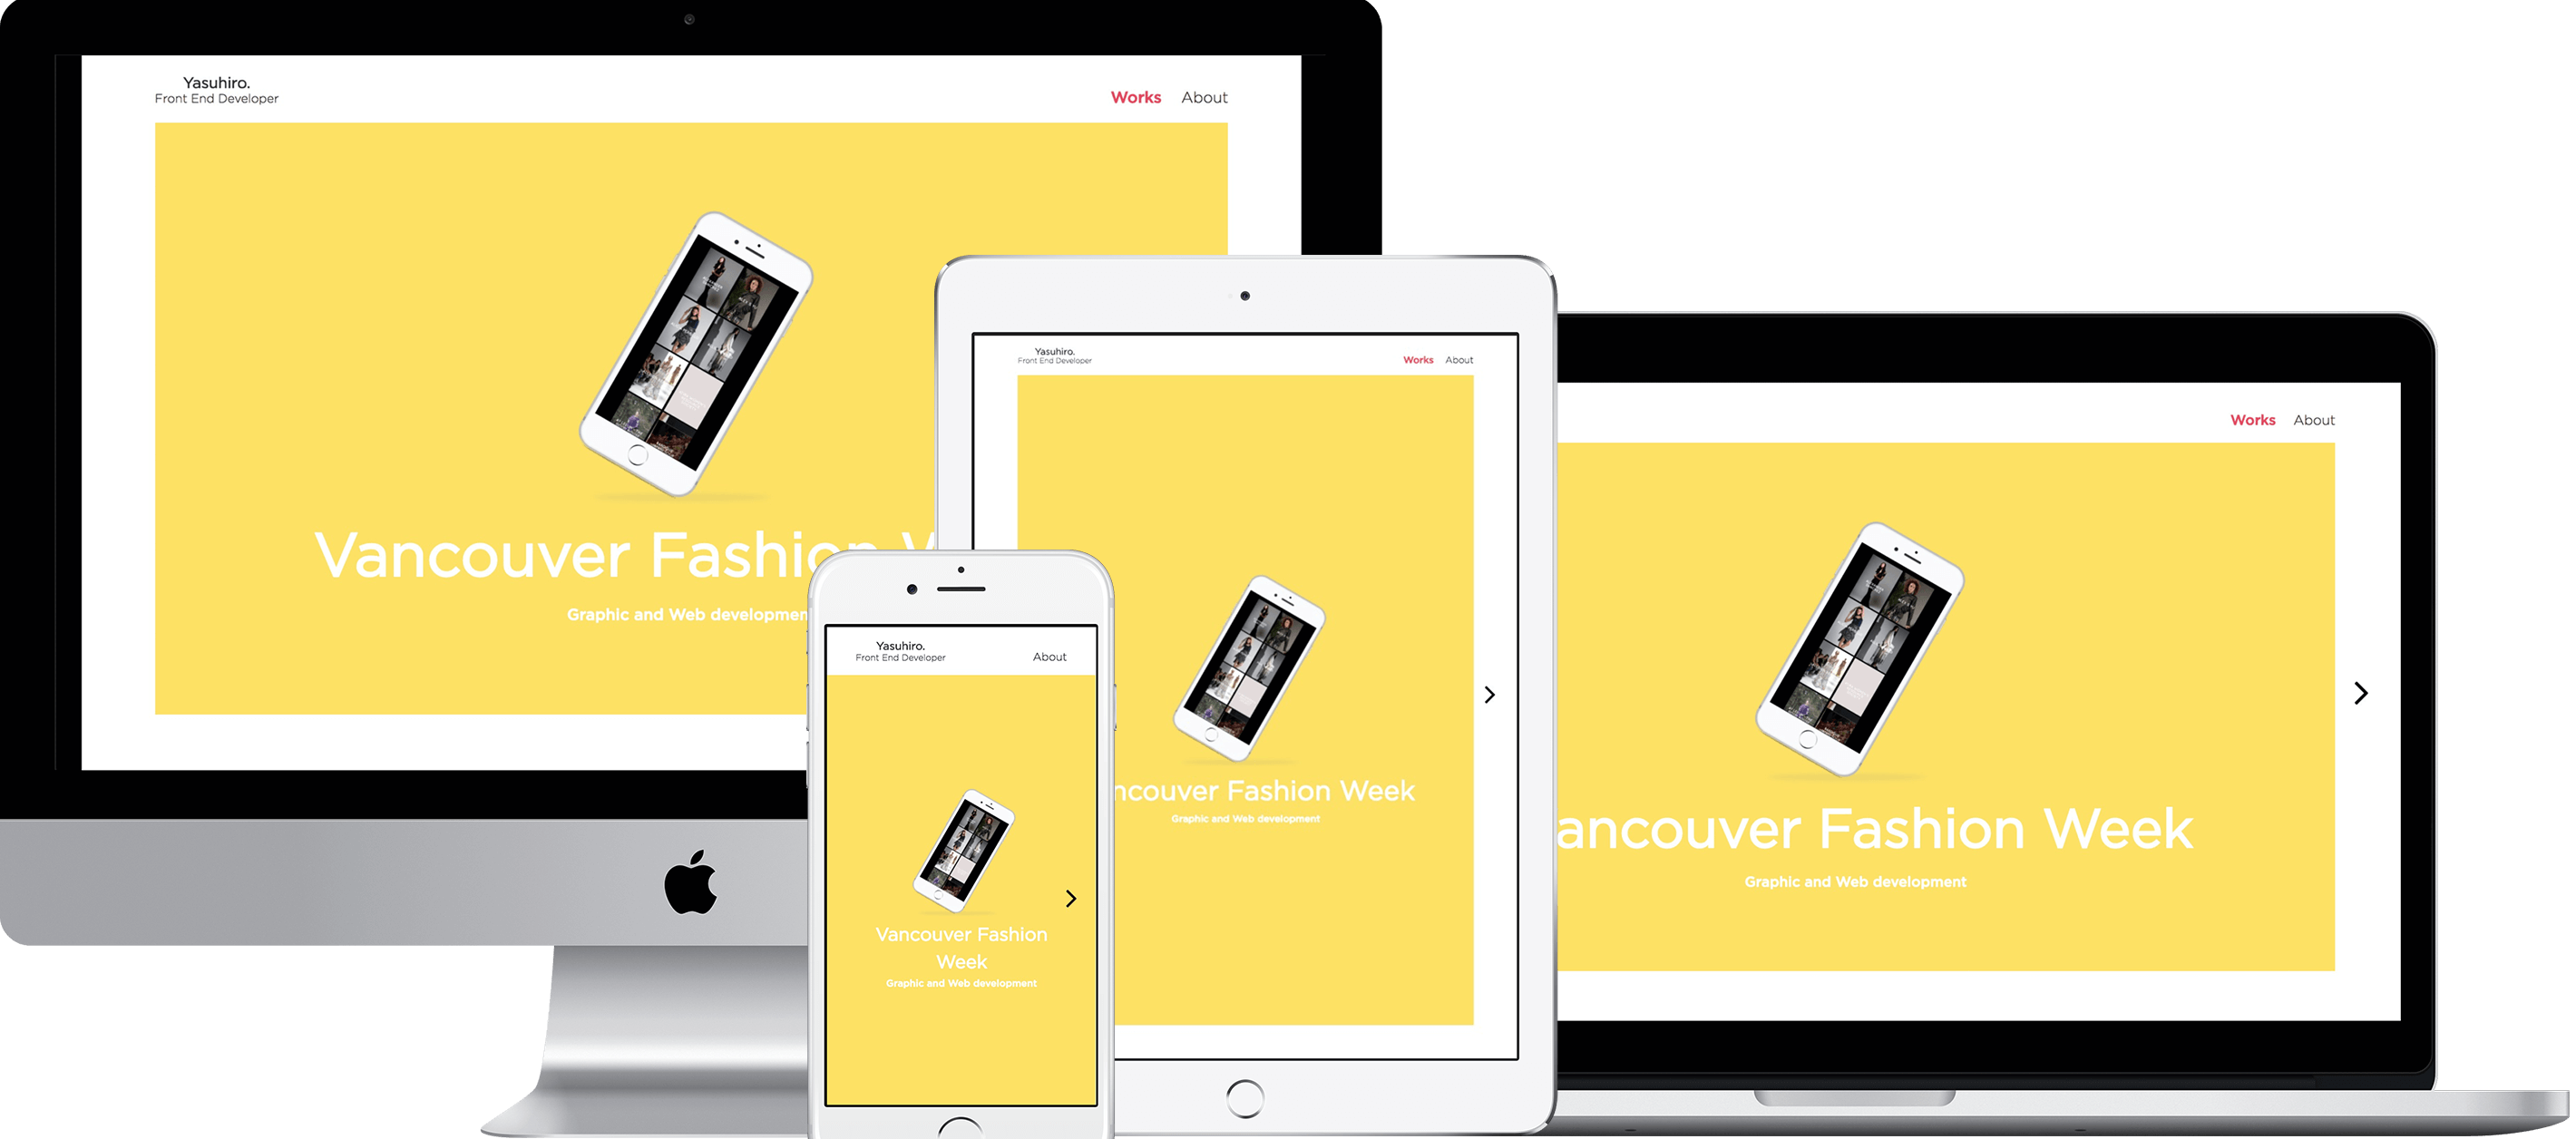 Yasuhiro.
Front End Developer
Works About
Vancouver Fashion W
Graphic and Web development
Yasuhiro.
Front End Developer
Works About
ncouver Fashion Week
Graphic and Web development
Yasuhiro.
Front End Developer
About
Vancouver Fashion
Week
Graphic and Web development
Works About
ancouver Fashion Week
Graphic and Web development